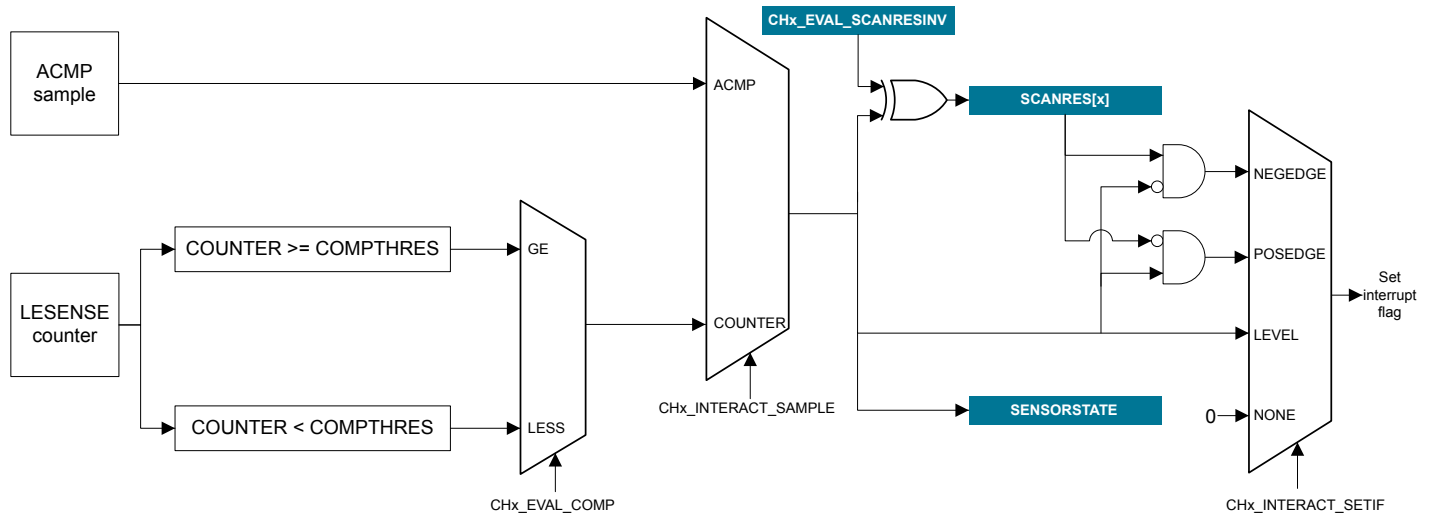 CHx_EVAL_SCANRESINV
ACMP
sample
ACMP
SCANRES[x]
NEGEDGE
COUNTER >= COMPTHRES
GE
POSEDGE
LESENSE
counter
COUNTER
LEVEL
Set
interrupt
flag
CHx_INTERACT_SAMPLE
SENSORSTATE
0
NONE
COUNTER < COMPTHRES
LESS
CHx_EVAL_COMP
CHx_INTERACT_SETIF